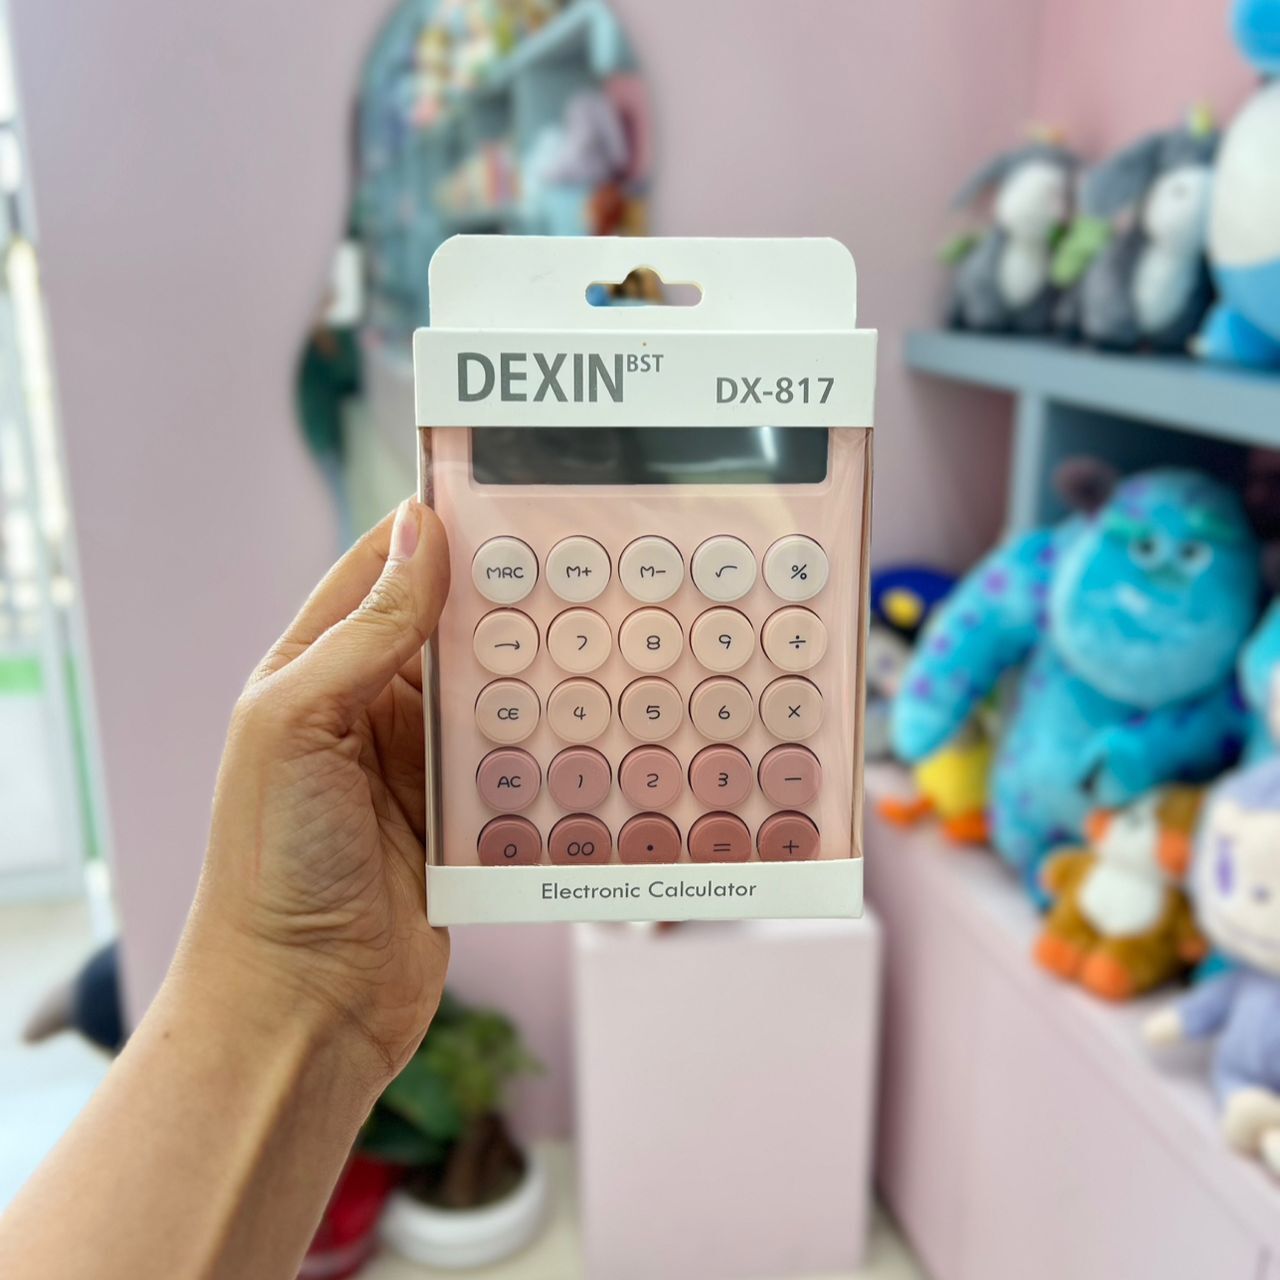 DEXIN BST
DX-817
MRC M+ M- √ %
→ 7 8 9 ÷
CE 4 5 6 ×
AC 1 2 3 −
0 00 • = +
Electronic Calculator